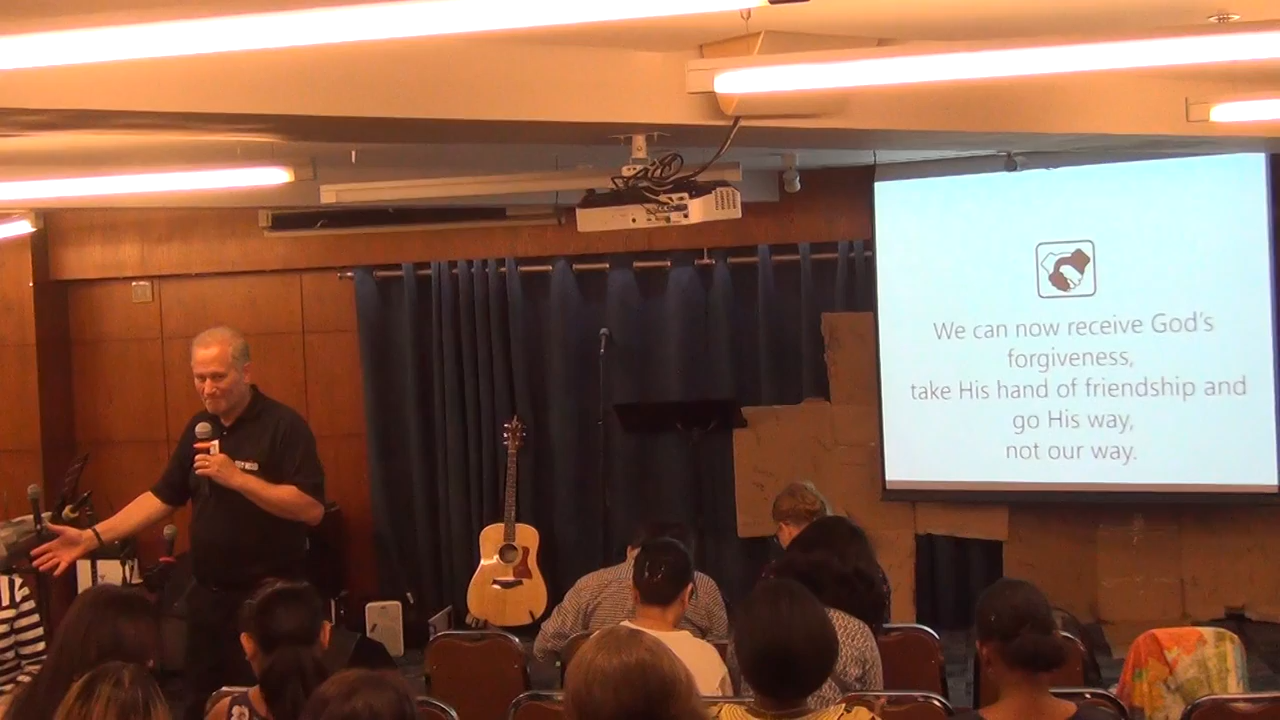 We can now receive God's
forgiveness,
take His hand of friendship and
go His way,
not our way.